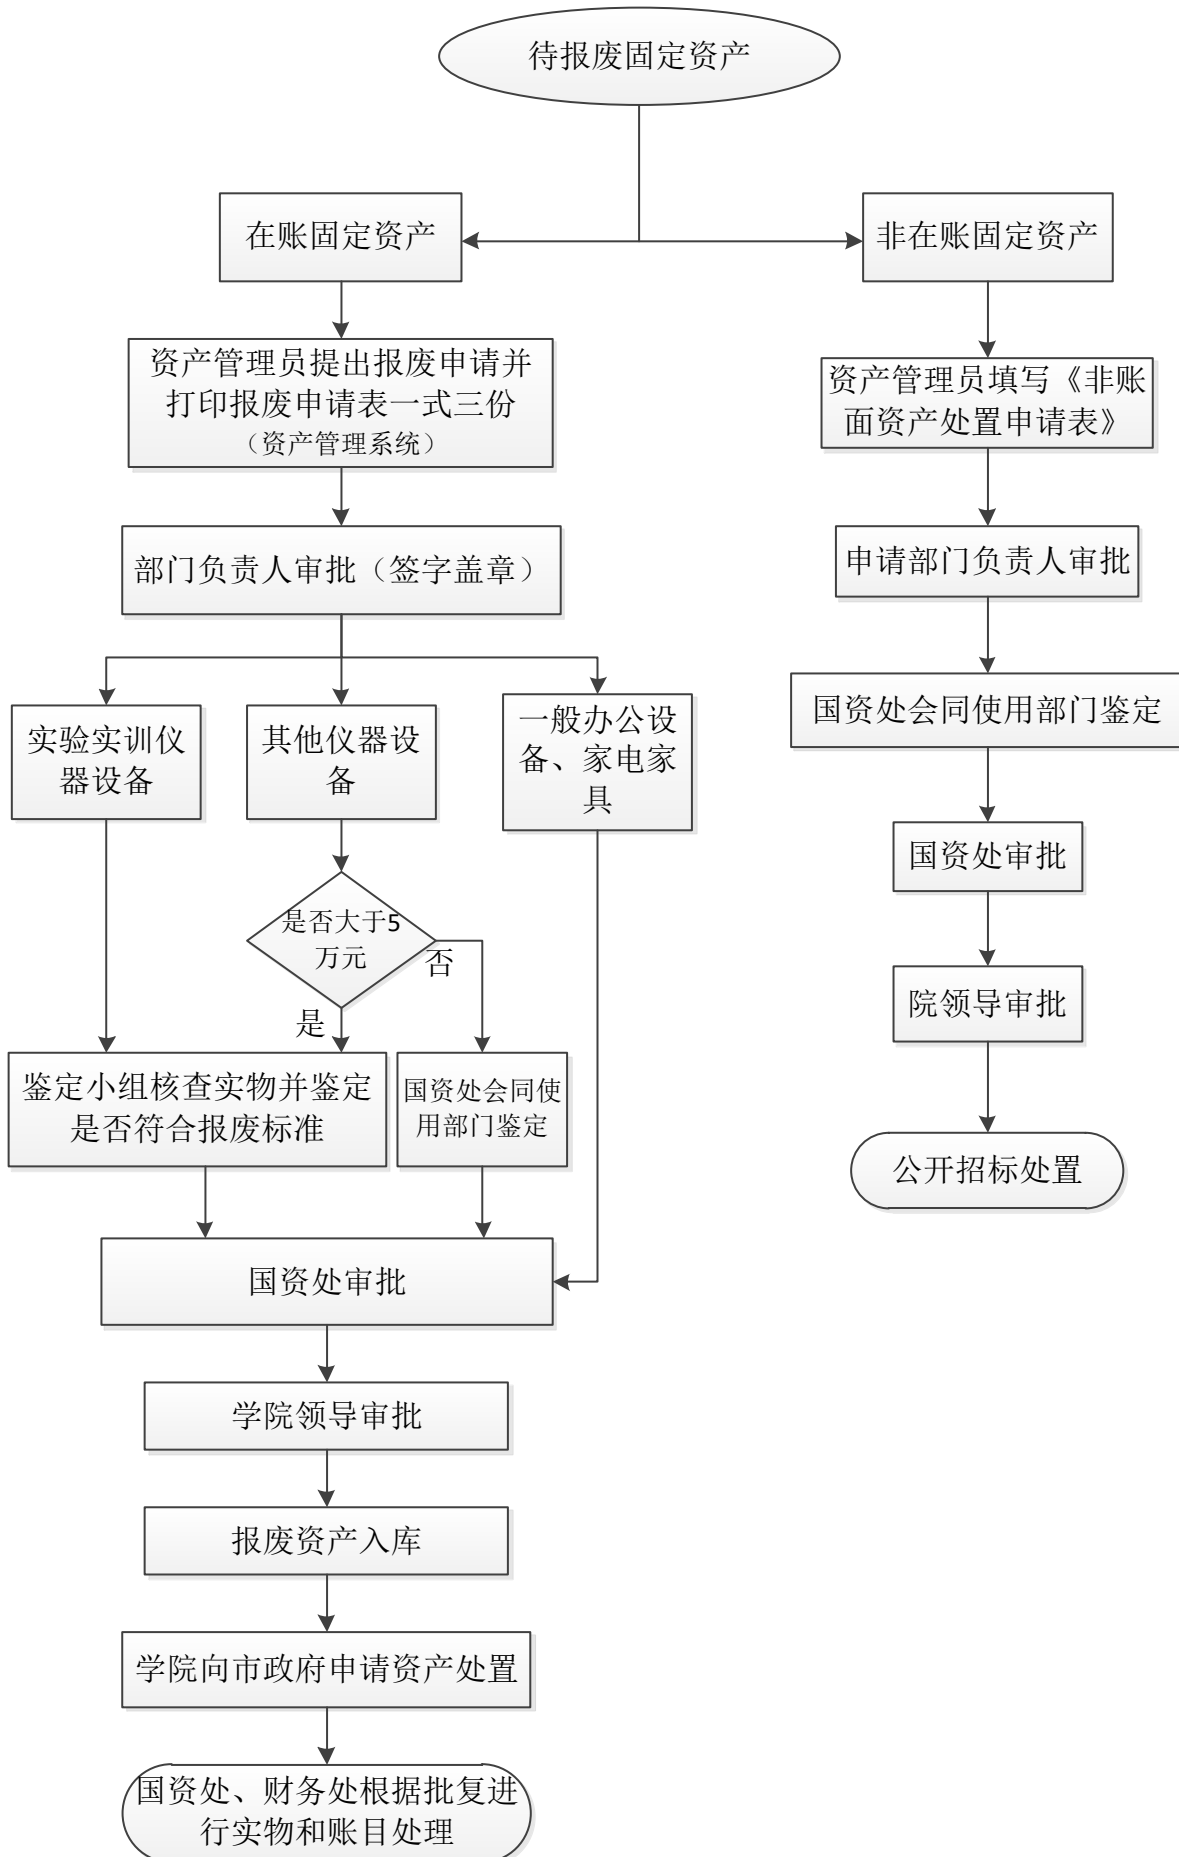 待报废固定资产
在账固定资产
非在账固定资产
资产管理员提出报废申请并
打印报废申请表一式三份
（资产管理系统）
资产管理员填写《非账
面资产处置申请表》
部门负责人审批（签字盖章）
申请部门负责人审批
国资处会同使用部门鉴定
实验实训仪
器设备
其他仪器设
备
一般办公设
备、家电家
具
国资处审批
是否大于5
万元
否
是
院领导审批
鉴定小组核查实物并鉴定
是否符合报废标准
国资处会同使
用部门鉴定
公开招标处置
国资处审批
学院领导审批
报废资产入库
学院向市政府申请资产处置
国资处、财务处根据批复进
行实物和账目处理